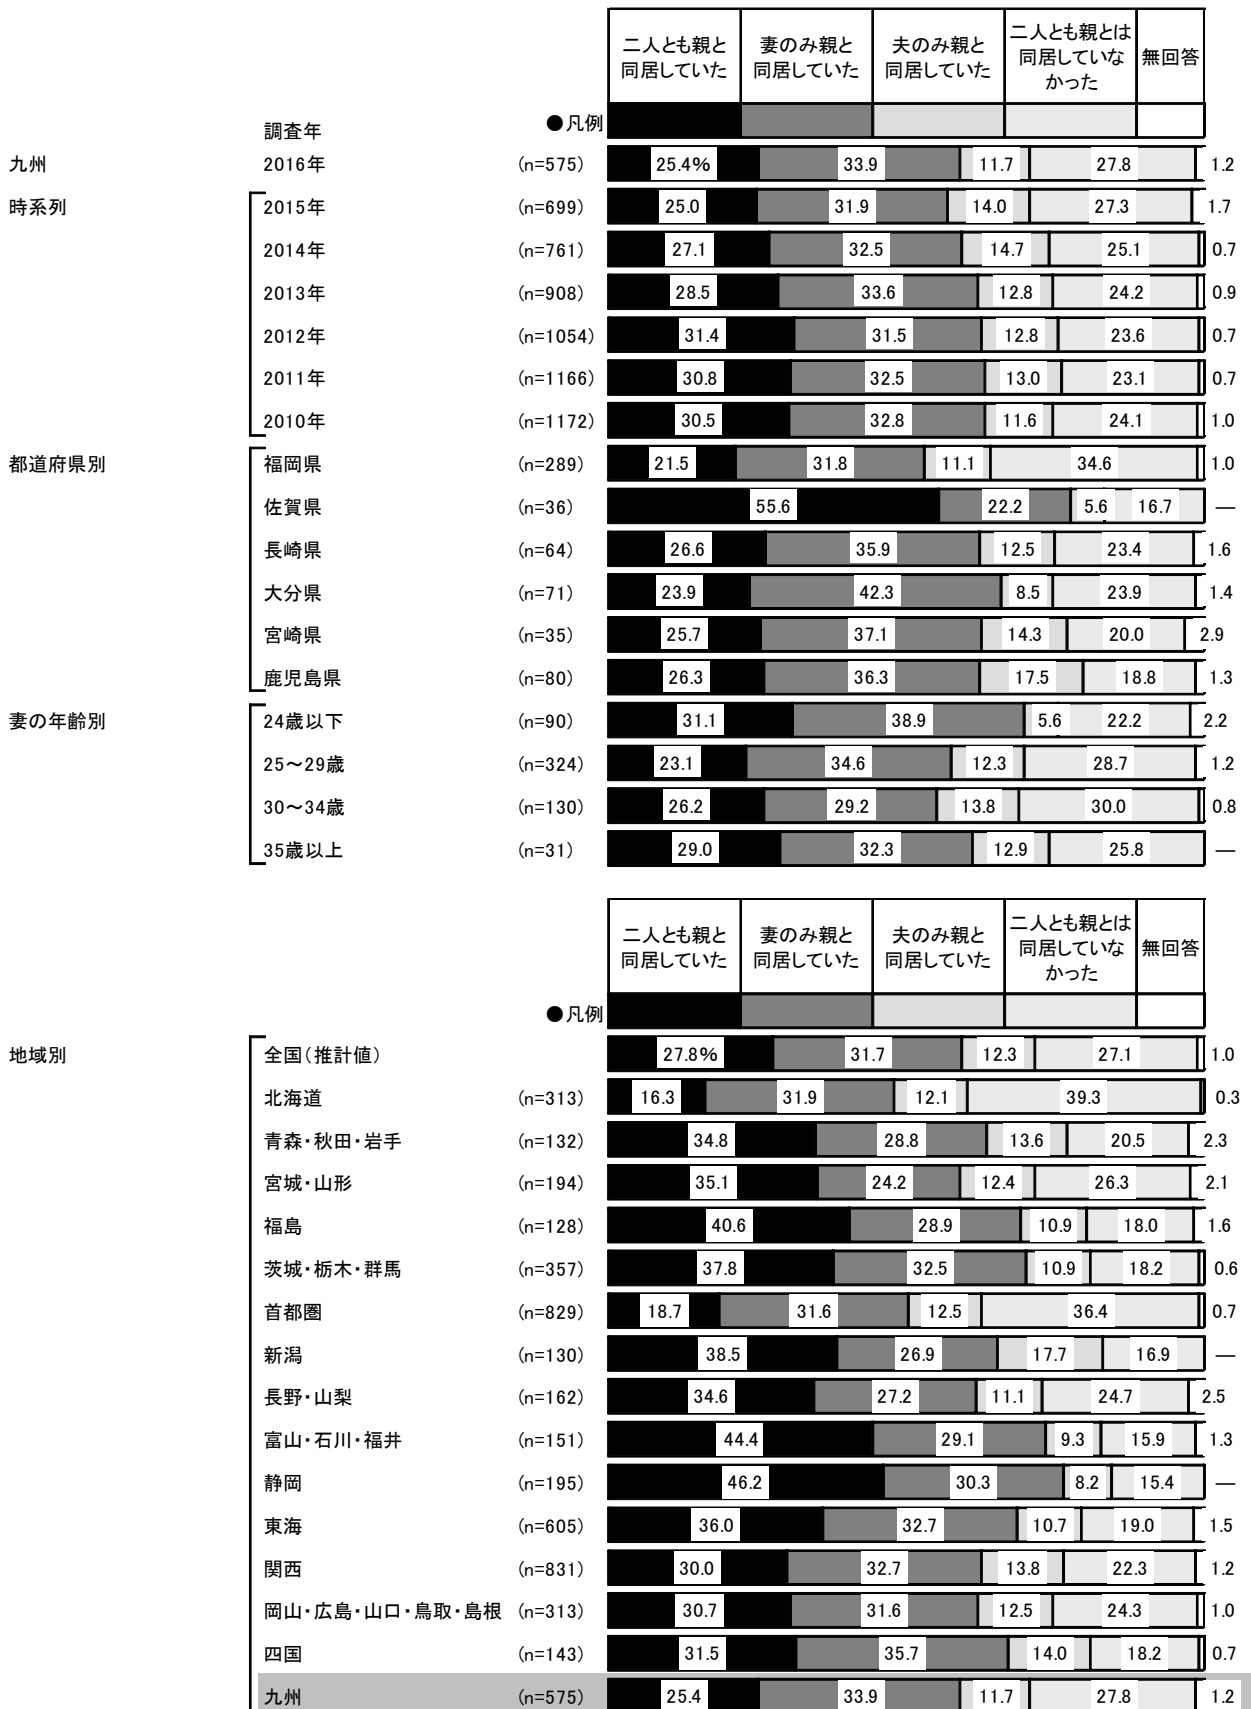 二人とも親と 妻のみ親と 夫のみ親と 二人とも親とは 無回答
同居していた 同居していた 同居していた 同居していな
かった
調査年 ●凡例
九州 2016年 (n=575) 25.4% 33.9 11.7 27.8 1.2
時系列 2015年 (n=699) 25.0 31.9 14.0 27.3 1.7
2014年 (n=761) 27.1 32.5 14.7 25.1 0.7
2013年 (n=908) 28.5 33.6 12.8 24.2 0.9
2012年 (n=1054) 31.4 31.5 12.8 23.6 0.7
2011年 (n=1166) 30.8 32.5 13.0 23.1 0.7
2010年 (n=1172) 30.5 32.8 11.6 24.1 1.0
都道府県別 福岡県 (n=289) 21.5 31.8 11.1 34.6 1.0
佐賀県 (n=36) 55.6 22.2 5.6 16.7 ―
長崎県 (n=64) 26.6 35.9 12.5 23.4 1.6
大分県 (n=71) 23.9 42.3 8.5 23.9 1.4
宮崎県 (n=35) 25.7 37.1 14.3 20.0 2.9
鹿児島県 (n=80) 26.3 36.3 17.5 18.8 1.3
妻の年齢別 24歳以下 (n=90) 31.1 38.9 5.6 22.2 2.2
25～29歳 (n=324) 23.1 34.6 12.3 28.7 1.2
30～34歳 (n=130) 26.2 29.2 13.8 30.0 0.8
35歳以上 (n=31) 29.0 32.3 12.9 25.8 ―
二人とも親と 妻のみ親と 夫のみ親と 二人とも親とは 無回答
同居していた 同居していた 同居していた 同居していな
かった
●凡例
地域別 全国(推計値) 27.8% 31.7 12.3 27.1 1.0
北海道 (n=313) 16.3 31.9 12.1 39.3 0.3
青森・秋田・岩手 (n=132) 34.8 28.8 13.6 20.5 2.3
宮城・山形 (n=194) 35.1 24.2 12.4 26.3 2.1
福島 (n=128) 40.6 28.9 10.9 18.0 1.6
茨城・栃木・群馬 (n=357) 37.8 32.5 10.9 18.2 0.6
首都圏 (n=829) 18.7 31.6 12.5 36.4 0.7
新潟 (n=130) 38.5 26.9 17.7 16.9 ―
長野・山梨 (n=162) 34.6 27.2 11.1 24.7 2.5
富山・石川・福井 (n=151) 44.4 29.1 9.3 15.9 1.3
静岡 (n=195) 46.2 30.3 8.2 15.4 ―
東海 (n=605) 36.0 32.7 10.7 19.0 1.5
関西 (n=831) 30.0 32.7 13.8 22.3 1.2
岡山・広島・山口・鳥取・島根 (n=313) 30.7 31.6 12.5 24.3 1.0
四国 (n=143) 31.5 35.7 14.0 18.2 0.7
九州 (n=575) 25.4 33.9 11.7 27.8 1.2